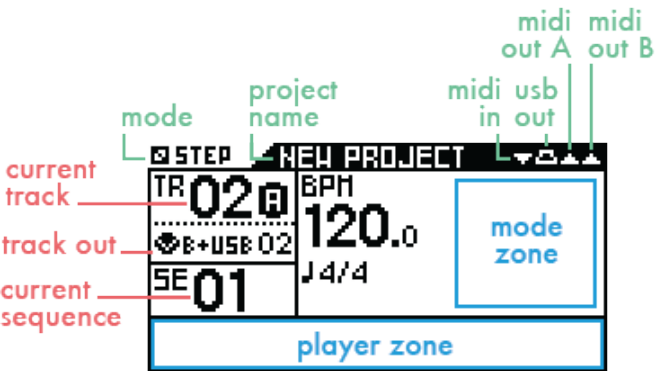 midi midi
out A out B
project
name
midi usb
in out
mode
STEP
NEW PROJECT
current
track
TR 02 A
BPM
120.0
mode
zone
track out
B+USB 02
4/4
current
sequence
SE 01
player zone